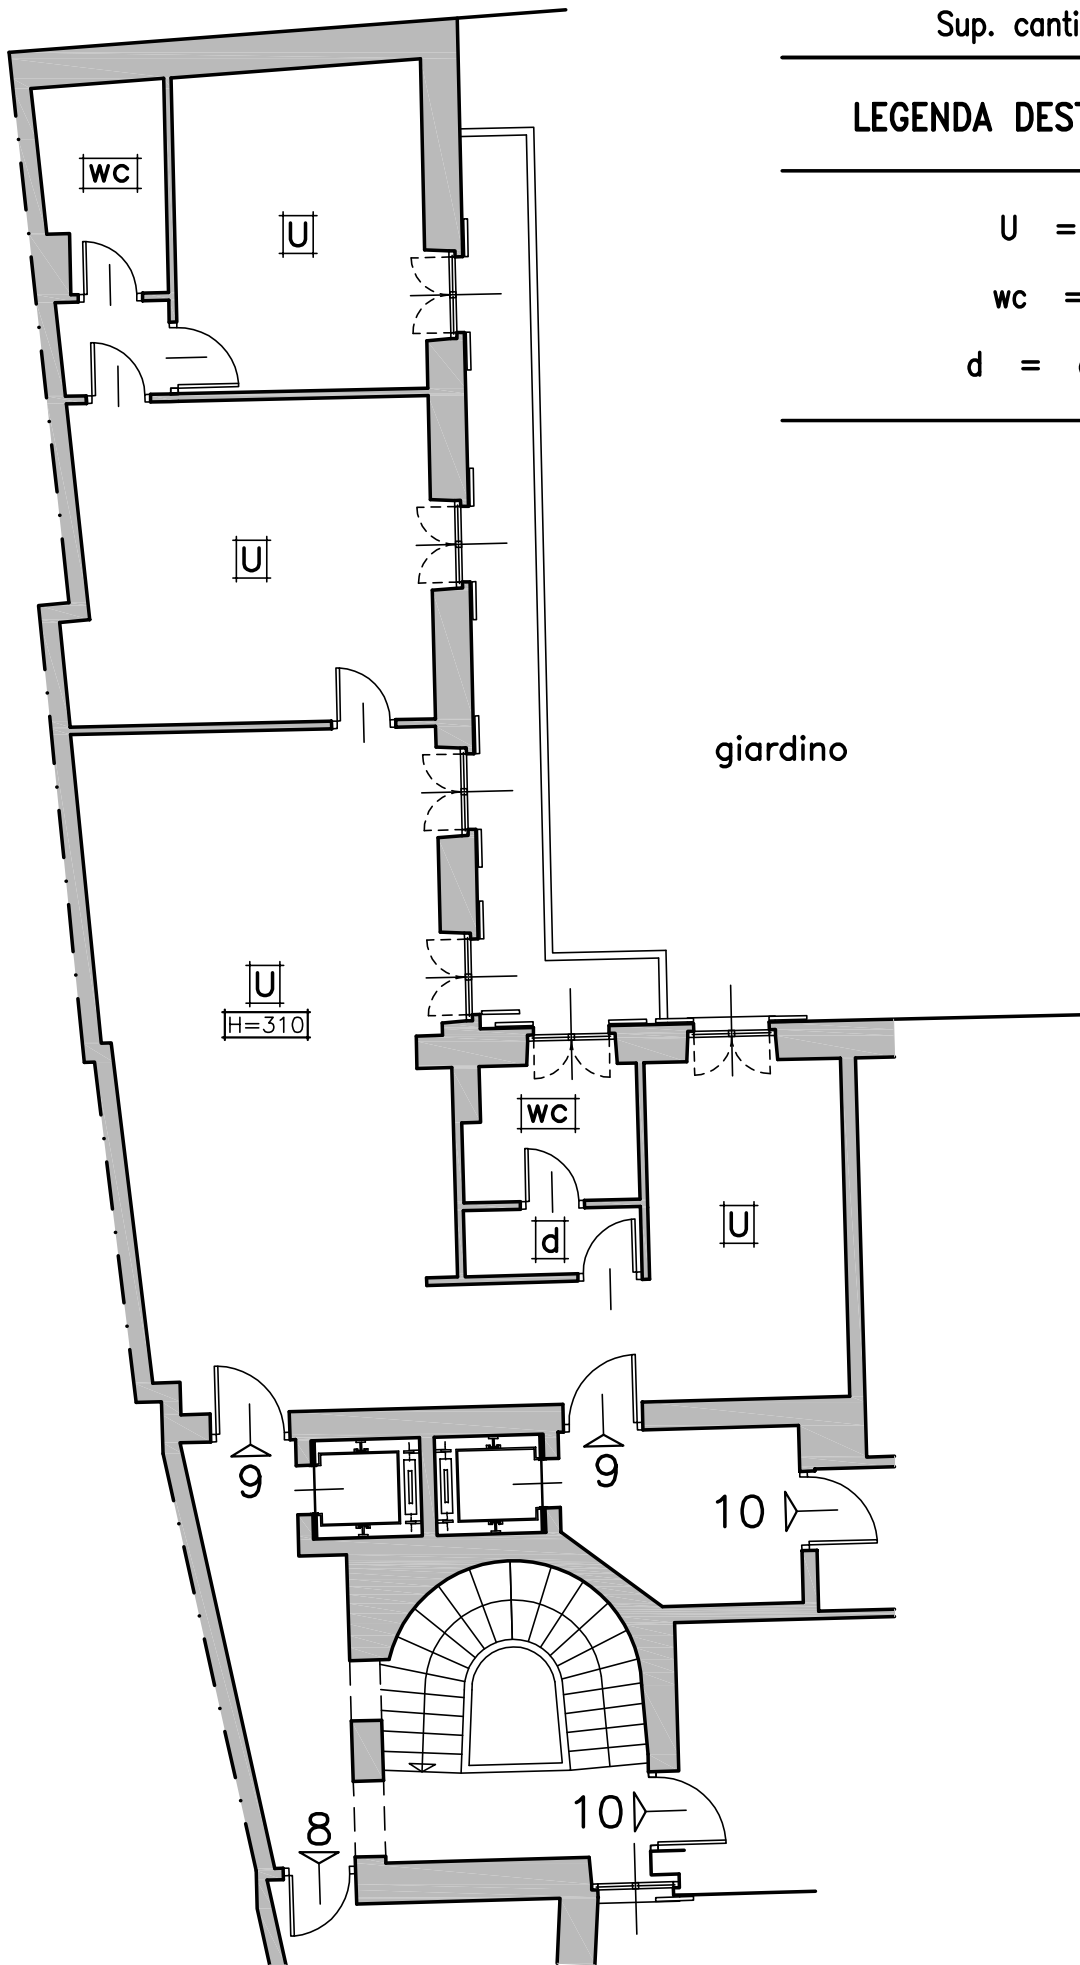 Sup. canti
LEGENDA DEST
U =
wc =
d =
wc
U
U
giardino
U
H=310
wc
d
U
9
9
10
10
8